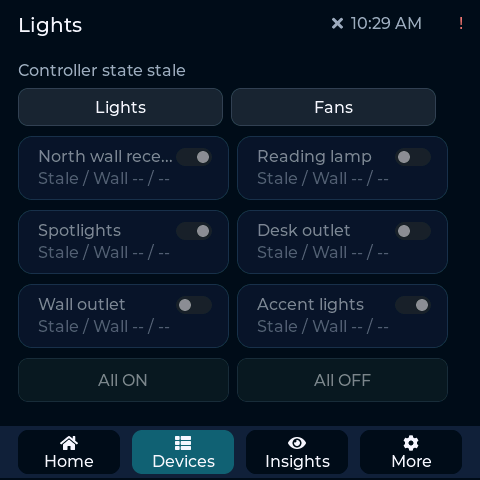 Lights
10:29 AM !
Controller state stale
Lights Fans
North wall rece... Reading lamp
Stale / Wall -- / -- Stale / Wall -- / --
Spotlights Desk outlet
Stale / Wall -- / -- Stale / Wall -- / --
Wall outlet Accent lights
Stale / Wall -- / -- Stale / Wall -- / --
All ON All OFF
Home Devices Insights More